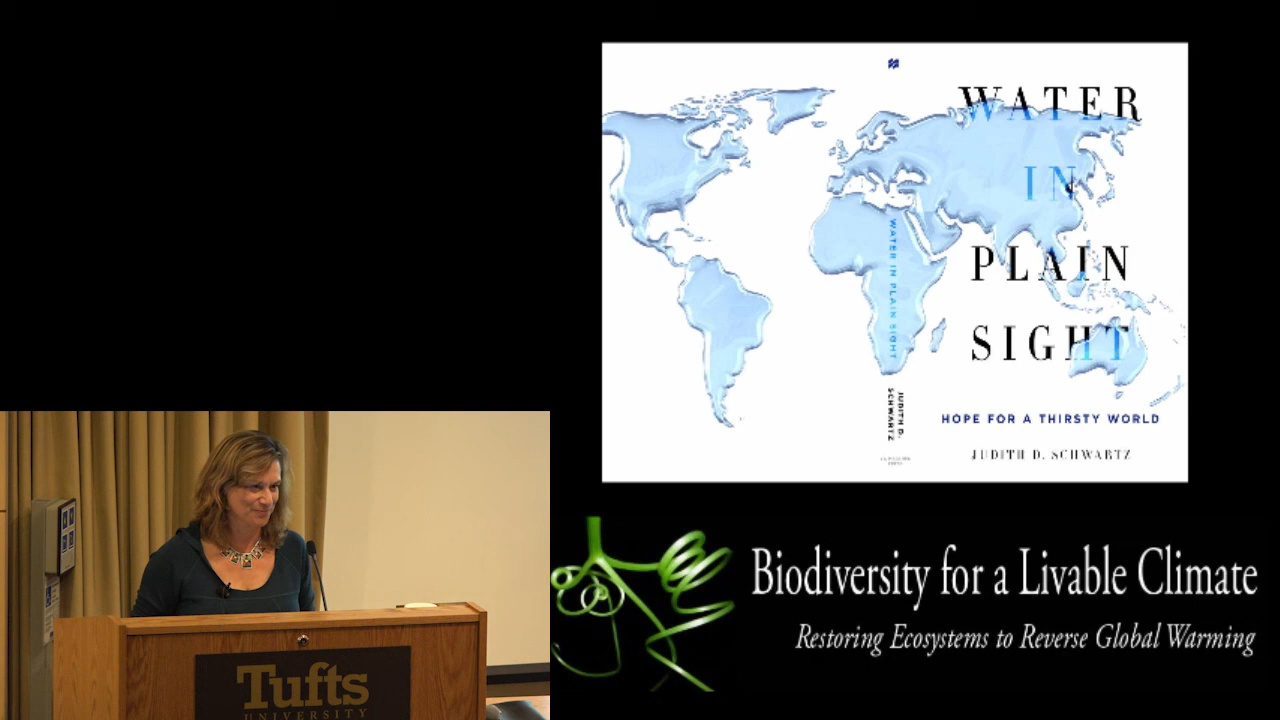 WATER
IN
PLAIN
SIGHT
HOPE FOR A THIRSTY WORLD
JUDITH D. SCHWARTZ
WATER IN PLAIN SIGHT
JUDITH D.
SCHWARTZ
Tufts
UNIVERSITY
Biodiversity for a Livable Climate
Restoring Ecosystems to Reverse Global Warming